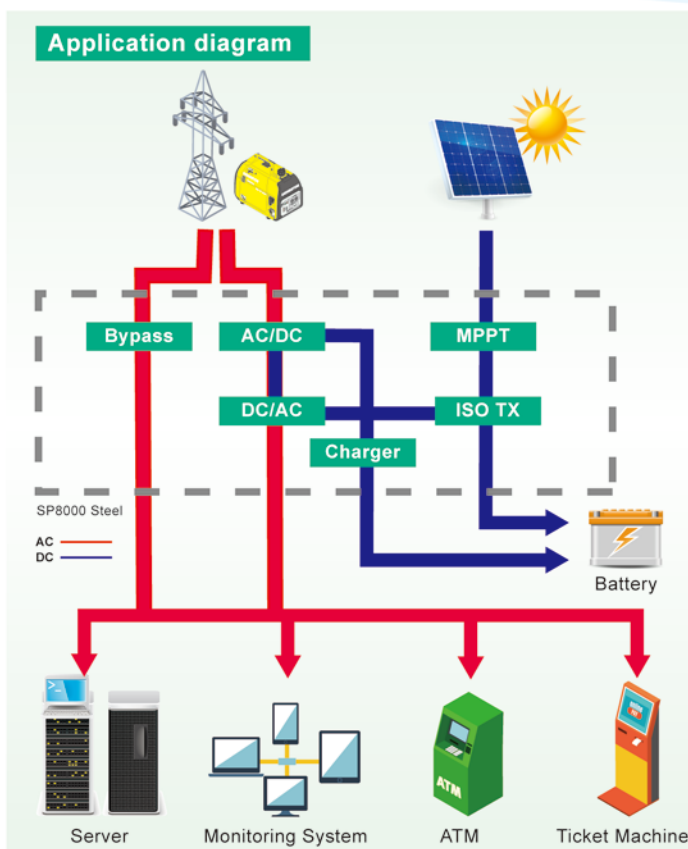 Application diagram
Bypass
AC/DC
MPPT
DC/AC
ISO TX
Charger
SP8000 Steel
AC
DC
Battery
ATM
Server
Monitoring System
ATM
Ticket Machine